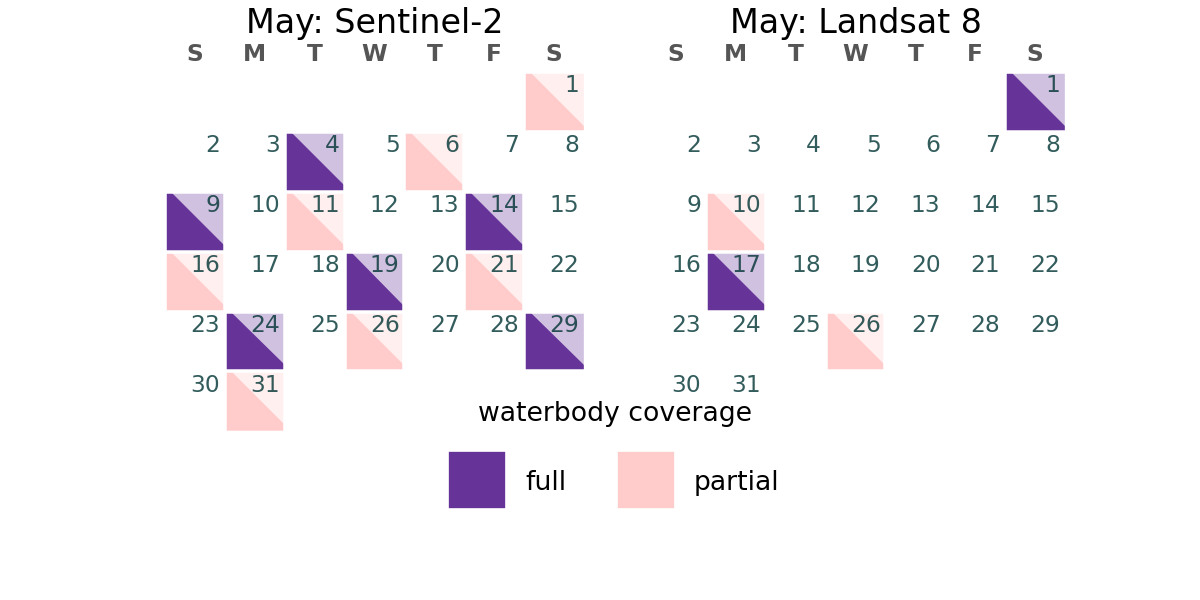 May: Sentinel-2
S M T W T F S
1
2 3 4 5 6 7 8
9 10 11 12 13 14 15
16 17 18 19 20 21 22
23 24 25 26 27 28 29
30 31
May: Landsat 8
S M T W T F S
1
2 3 4 5 6 7 8
9 10 11 12 13 14 15
16 17 18 19 20 21 22
23 24 25 26 27 28 29
30 31
waterbody coverage
full
partial